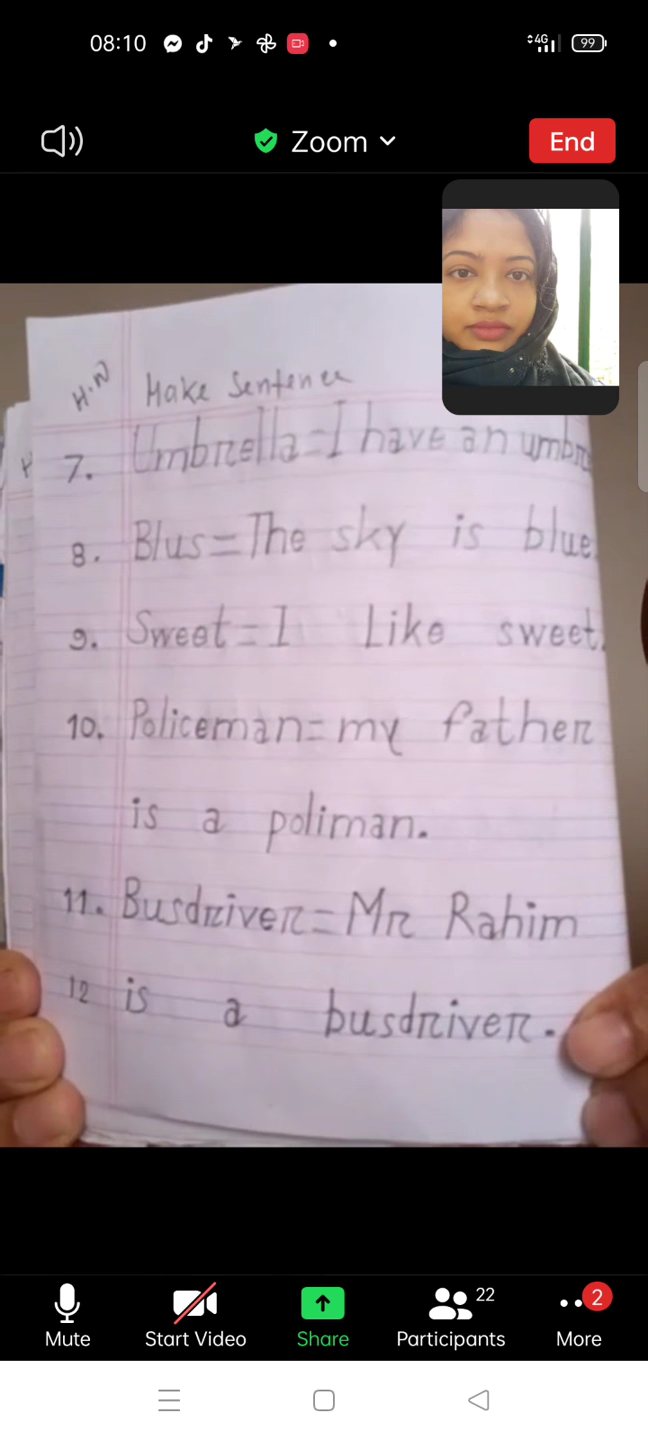 08:10
4G
99
Zoom
End
H.W
Make Sentence
7. Umbrella=I have an
8. Blus=The sky is blue.
9. Sweet=I Like sweet.
10. Policeman=my father
is a poliman.
11. Busdriver=Mr Rahim
12 is a busdriver.
Mute
Start Video
Share
Participants
22
More
2